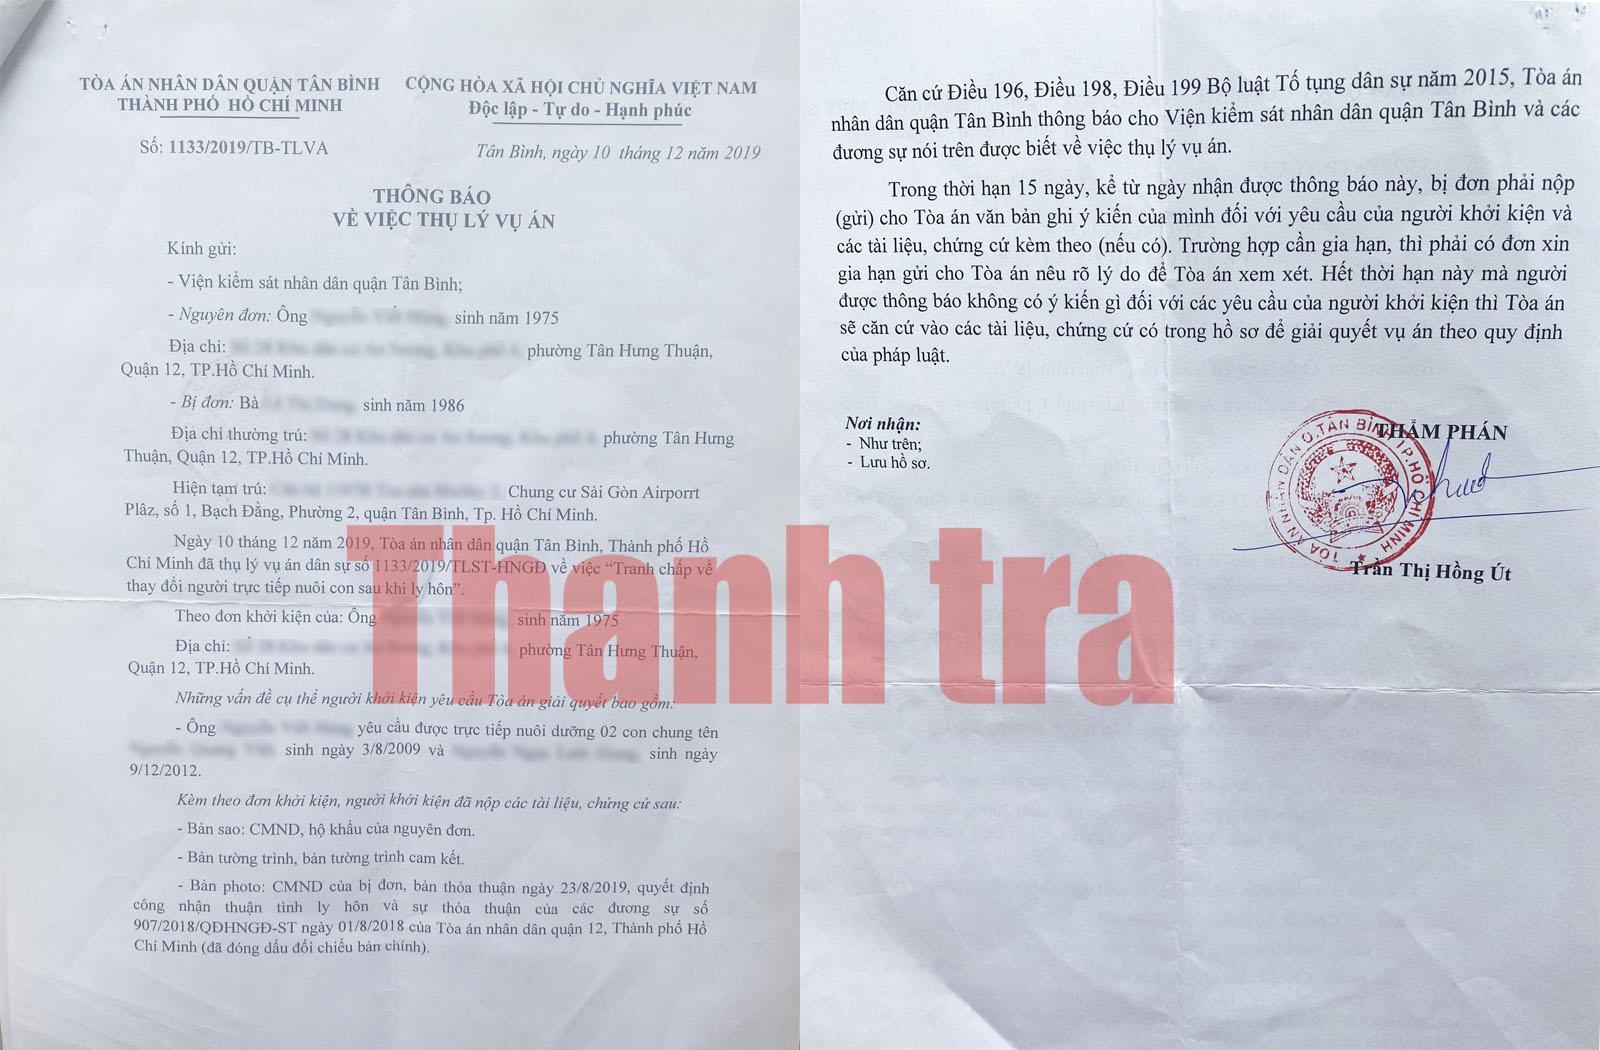 TÒA ÁN NHÂN DÂN QUẬN TÂN BÌNH
THÀNH PHỐ HỒ CHÍ MINH
Số: 1133/2019/TB-TLVA
CỘNG HÒA XÃ HỘI CHỦ NGHĨA VIỆT NAM
Độc lập - Tự do - Hạnh phúc
Tân Bình, ngày 10 tháng 12 năm 2019
THÔNG BÁO
VỀ VIỆC THỤ LÝ VỤ ÁN
Kính gửi:
- Viện kiểm sát nhân dân quận Tân Bình;
- Nguyên đơn: Ông sinh năm 1975
Địa chỉ: phường Tân Hưng Thuận,
Quận 12, TP.Hồ Chí Minh.
- Bị đơn: Bà sinh năm 1986
Địa chỉ thường trú: phường Tân Hưng
Thuận, Quận 12, TP.Hồ Chí Minh.
Hiện tạm trú: Chung cư Sài Gòn Airporrt
Plâz, số 1, Bạch Đằng, Phường 2, quận Tân Bình, Tp. Hồ Chí Minh.
Ngày 10 tháng 12 năm 2019, Tòa án nhân dân quận Tân Bình, Thành phố Hồ
Chí Minh đã thụ lý vụ án dân sự số 1133/2019/TLST-HNGĐ về việc “Tranh chấp về
thay đổi người trực tiếp nuôi con sau khi ly hôn”.
Theo đơn khởi kiện của: Ông sinh năm 1975
Địa chỉ: phường Tân Hưng Thuận,
Quận 12, TP.Hồ Chí Minh.
Những vấn đề cụ thể người khởi kiện yêu cầu Tòa án giải quyết bao gồm:
- Ông yêu cầu được trực tiếp nuôi dưỡng 02 con chung tên
sinh ngày 3/8/2009 và sinh ngày
9/12/2012.
Kèm theo đơn khởi kiện, người khởi kiện đã nộp các tài liệu, chứng cứ sau:
- Bản sao: CMND, hộ khẩu của nguyên đơn.
- Bản tường trình, bản tường trình cam kết.
- Bản photo: CMND của bị đơn, bản thỏa thuận ngày 23/8/2019, quyết định
công nhận thuận tình ly hôn và sự thỏa thuận của các đương sự số
907/2018/QĐHNGĐ-ST ngày 01/8/2018 của Tòa án nhân dân quận 12, Thành phố Hồ
Chí Minh (đã đóng dấu đối chiếu bản chính).
Căn cứ Điều 196, Điều 198, Điều 199 Bộ luật Tố tụng dân sự năm 2015, Tòa án
nhân dân quận Tân Bình thông báo cho Viện kiểm sát nhân dân quận Tân Bình và các
đương sự nói trên được biết về việc thụ lý vụ án.
Trong thời hạn 15 ngày, kể từ ngày nhận được thông báo này, bị đơn phải nộp
(gửi) cho Tòa án văn bản ghi ý kiến của mình đối với yêu cầu của người khởi kiện và
các tài liệu, chứng cứ kèm theo (nếu có). Trường hợp cần gia hạn, thì phải có đơn xin
gia hạn gửi cho Tòa án nêu rõ lý do để Tòa án xem xét. Hết thời hạn này mà người
được thông báo không có ý kiến gì đối với các yêu cầu của người khởi kiện thì Tòa án
sẽ căn cứ vào các tài liệu, chứng cứ có trong hồ sơ để giải quyết vụ án theo quy định
của pháp luật.
Nơi nhận:
- Như trên;
- Lưu hồ sơ.
THẨM PHÁN
TÒA ÁN NHÂN DÂN Q.TÂN BÌNH TP.HỒ CHÍ MINH
Trần Thị Hồng Út
Thanh tra